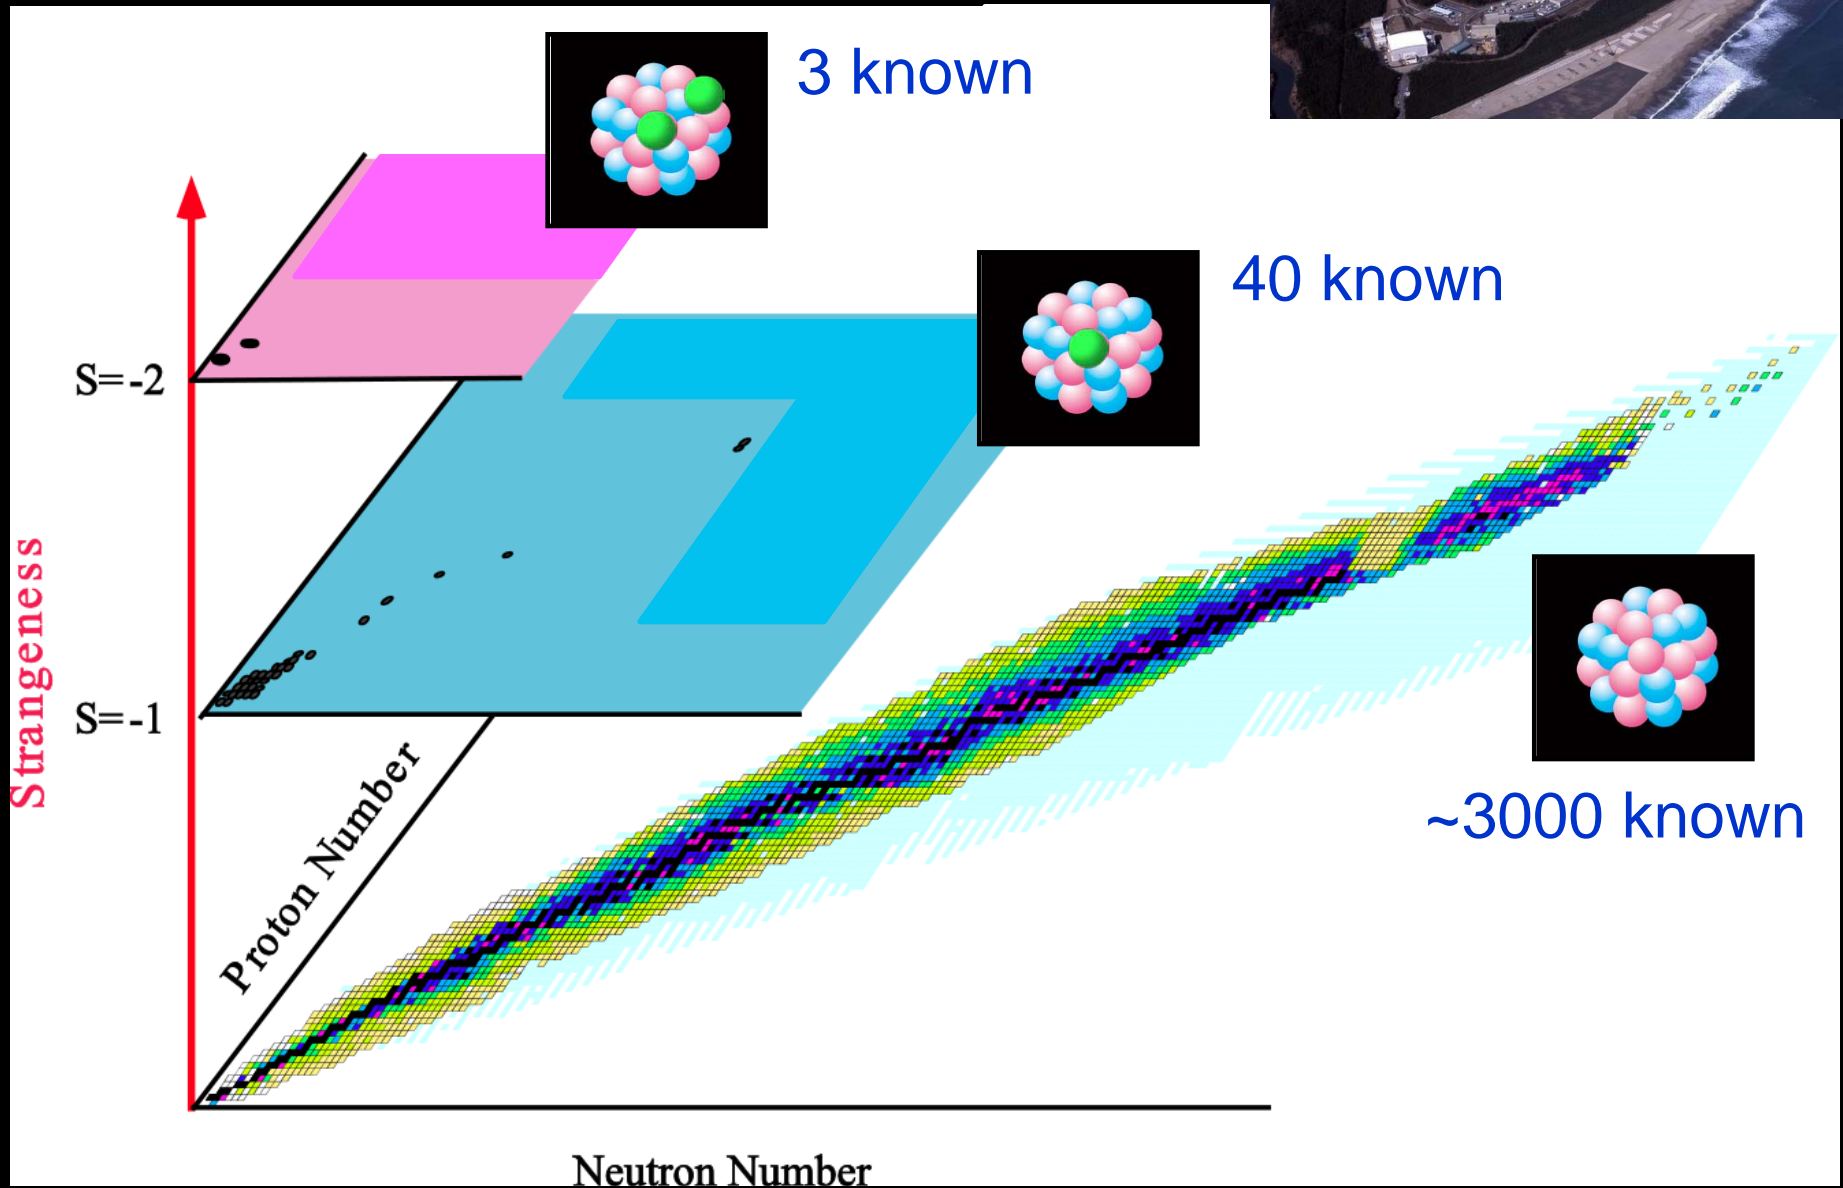 3 known
40 known
S=-2
S=-1
Strangeness
Proton Number
~3000 known
Neutron Number